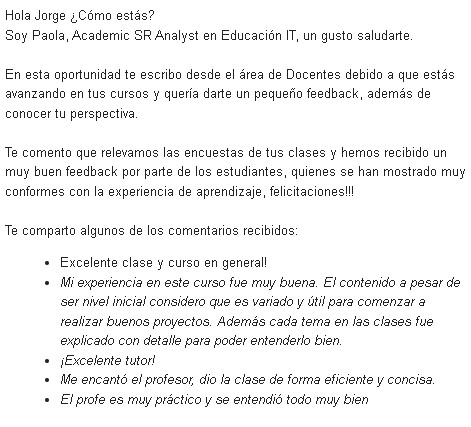 Hola Jorge ¿Cómo estás?
Soy Paola, Academic SR Analyst en Educación IT, un gusto saludarte.
En esta oportunidad te escribo desde el área de Docentes debido a que estás
avanzando en tus cursos y quería darte un pequeño feedback, además de
conocer tu perspectiva.
Te comento que relevamos las encuestas de tus clases y hemos recibido un
muy buen feedback por parte de los estudiantes, quienes se han mostrado muy
conformes con la experiencia de aprendizaje, felicitaciones!!!
Te comparto algunos de los comentarios recibidos:
• Excelente clase y curso en general!
• Mi experiencia en este curso fue muy buena. El contenido a pesar de
ser nivel inicial considero que es variado y útil para comenzar a
realizar buenos proyectos. Además cada tema en las clases fue
explicado con detalle para poder entenderlo bien.
• ¡Excelente tutor!
• Me encantó el profesor, dio la clase de forma eficiente y concisa.
• El profe es muy práctico y se entendió todo muy bien